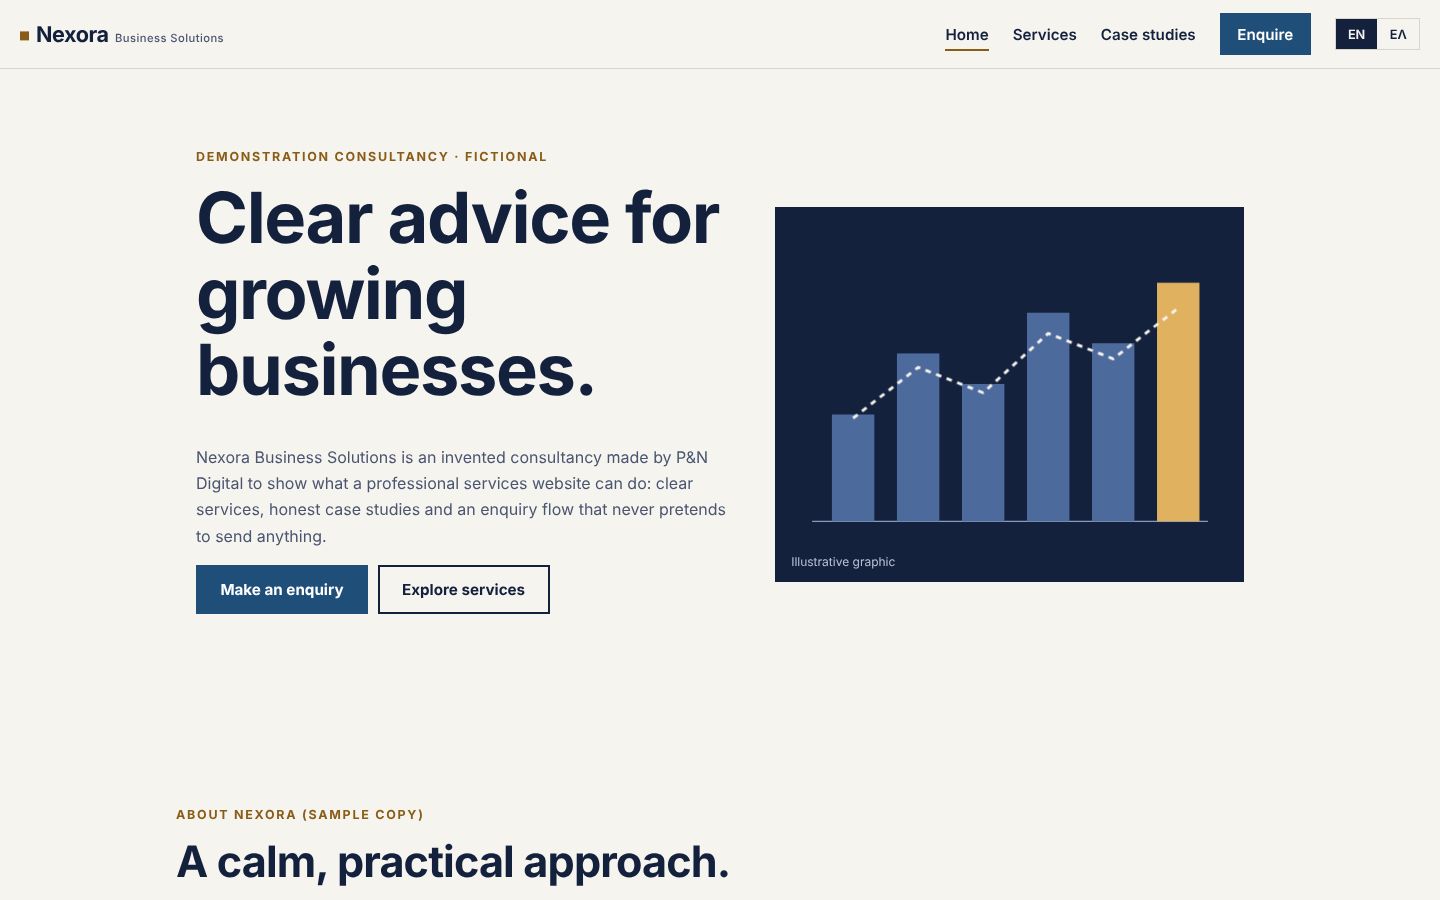 Nexora Business Solutions
Home
Services
Case studies
Enquire
EN
ΕΛ
DEMONSTRATION CONSULTANCY · FICTIONAL
Clear advice for
growing
businesses.
Nexora Business Solutions is an invented consultancy made by P&N
Digital to show what a professional services website can do: clear
services, honest case studies and an enquiry flow that never pretends
to send anything.
Make an enquiry
Explore services
Illustrative graphic
ABOUT NEXORA (SAMPLE COPY)
A calm, practical approach.